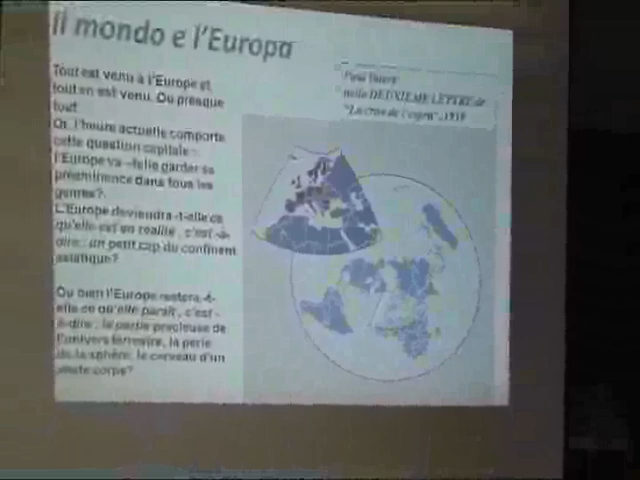 Il mondo e l'Europa
Tout est venu à l'Europe et
tout en est venu. Ou presque
tout.
Or, l'heure actuelle comporte
cette question capitale :
l'Europe va-t-elle garder sa
prééminence dans tous les
genres?
L'Europe deviendra-t-elle ce
qu'elle est en réalité, c'est-à-
dire: un petit cap du continent
asiatique?
Ou bien l'Europe restera-t-
elle ce qu'elle paraît, c'est-
à-dire: la partie précieuse de
l'univers terrestre, la perle
de la sphère, le cerveau d'un
vaste corps?
Paul Valéry
nella DEUXIEME LETTRE de
"La crise de l'esprit", 1919